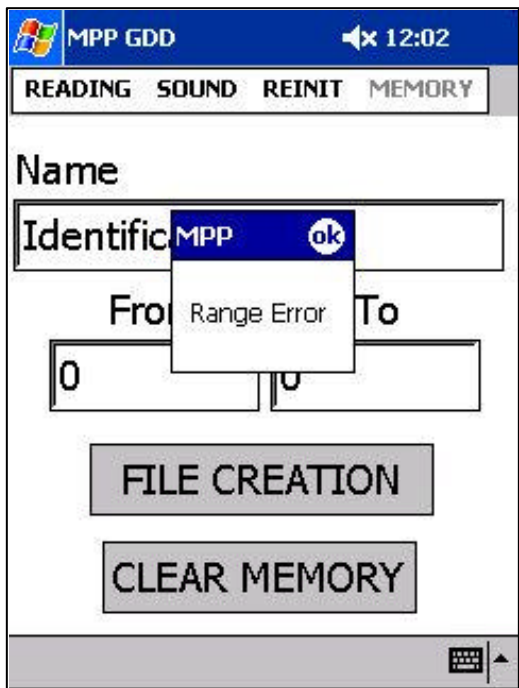 MPP GDD 12:02
READING SOUND REINIT MEMORY
Name
MPP ok
Range Error
To
0
FILE CREATION
CLEAR MEMORY